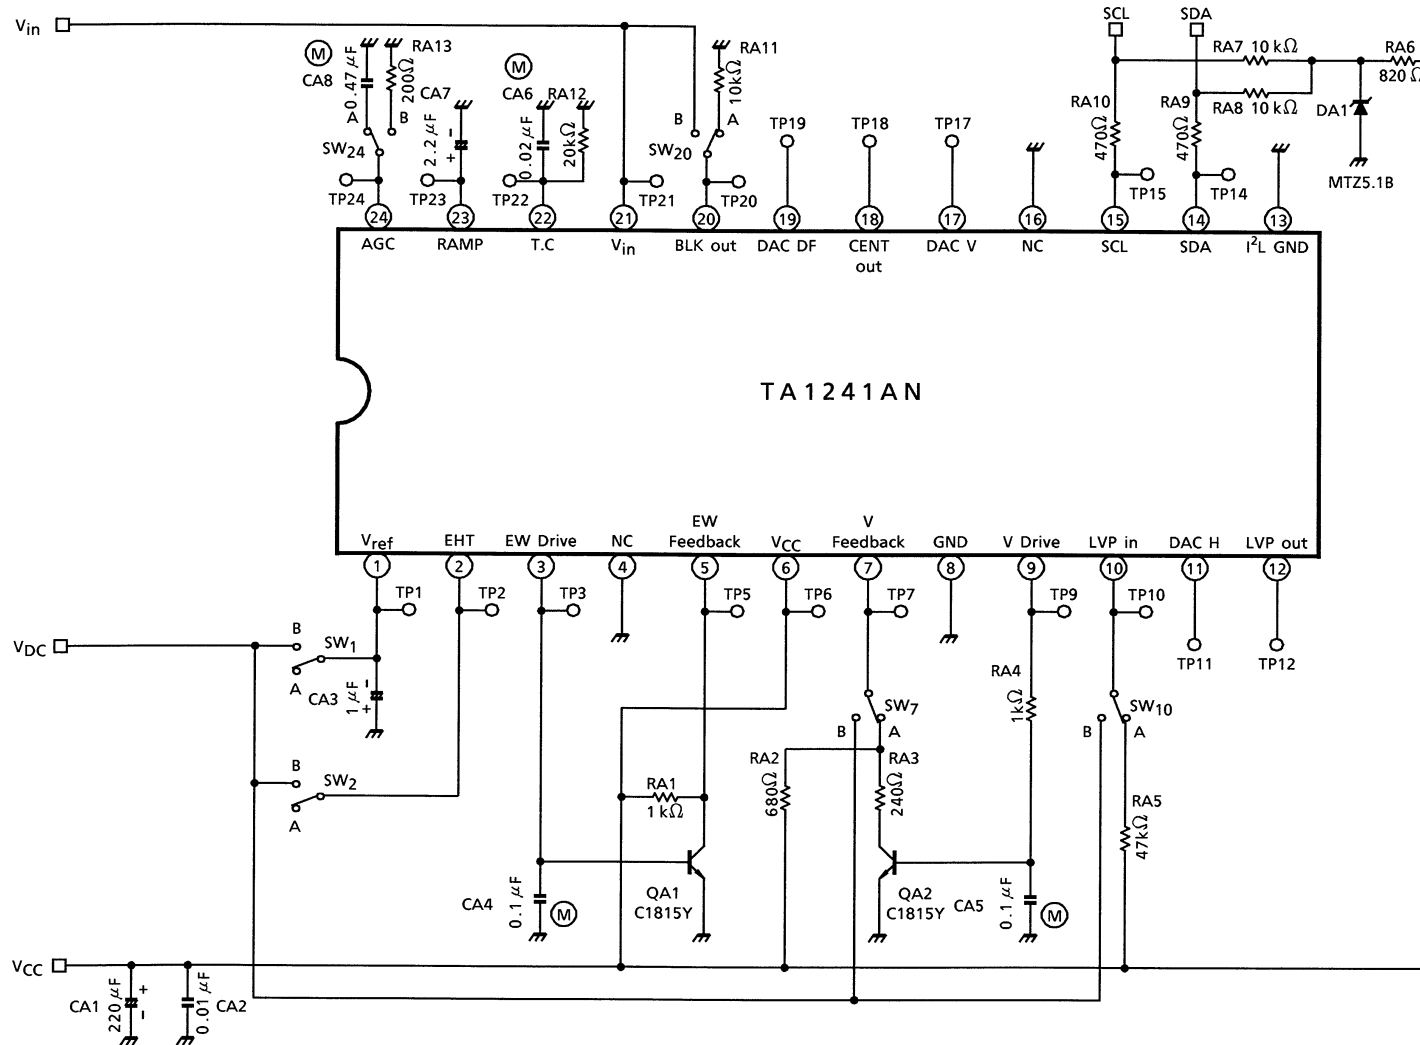 Vin
SCL
SDA
M
CA8
0.47 μF
RA13
200Ω
A
B
SW24
TP24
CA7
2.2 μF
-
+
TP23
M
CA6
0.02 μF
RA12
20kΩ
TP22
TP21
RA11
10kΩ
B
A
SW20
TP20
TP19
TP18
TP17
RA7 10 kΩ
RA8 10 kΩ
RA6
820Ω
DA1
MTZ5.1B
RA10
470Ω
RA9
470Ω
TP15
TP14
24
23
22
21
20
19
18
17
16
15
14
13
AGC
RAMP
T.C
Vin
BLK out
DAC DF
CENT
out
DAC V
NC
SCL
SDA
I²L GND
TA1241AN
Vref
EHT
EW Drive
NC
EW
Feedback
VCC
V
Feedback
GND
V Drive
LVP in
DAC H
LVP out
1
2
3
4
5
6
7
8
9
10
11
12
TP1
TP2
TP3
TP5
TP6
TP7
TP9
TP10
TP11
TP12
VDC
B
SW1
A
CA3
1 μF
-
+
B
SW2
A
RA1
1kΩ
RA2
680Ω
SW7
B
A
RA3
240Ω
RA4
1kΩ
SW10
B
A
RA5
47kΩ
CA4
0.1 μF
M
QA1
C1815Y
QA2
C1815Y
CA5
0.1 μF
M
VCC
CA1
220 μF
+
-
0.01 μF
CA2